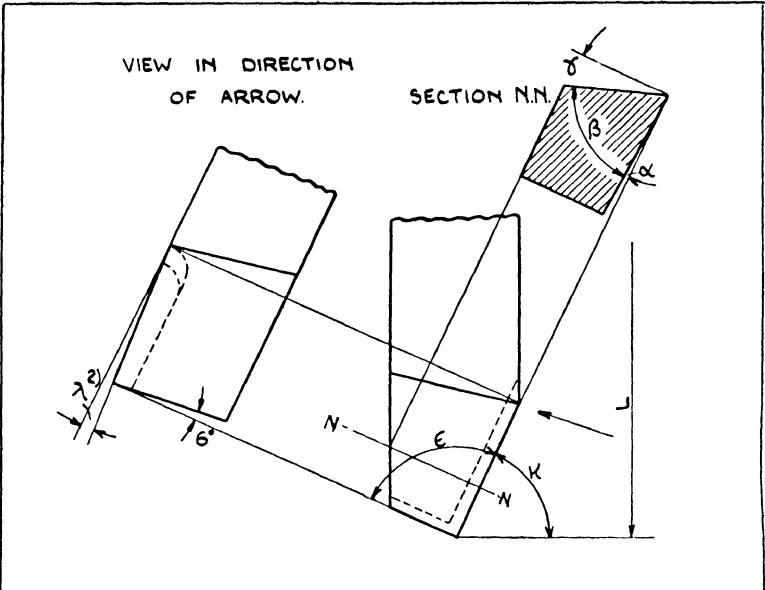 VIEW IN DIRECTION
OF ARROW.
SECTION N.N.
γ
β
α
λ 2)
6°
N-
ε
-N
K
L